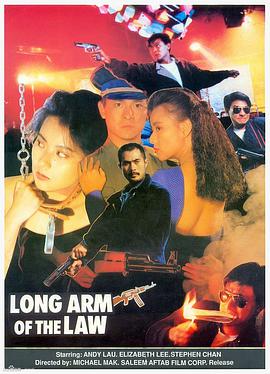 LONG ARM
OF THE LAW
Starring: ANDY LAU. ELIZABETH LEE.STEPHEN CHAN
Directed by: MICHAEL MAK. SALEEM AFTAB FILM CORP. Release